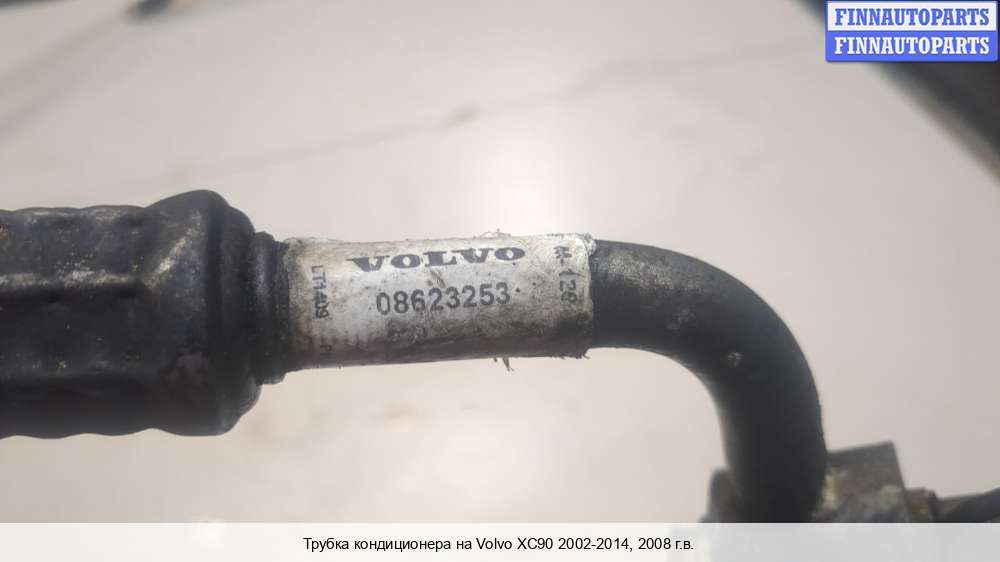 FINNAUTOPARTS
FINNAUTOPARTS
VOLVO
08623253
LT1409
Трубка кондиционера на Volvo XC90 2002-2014, 2008 г.в.